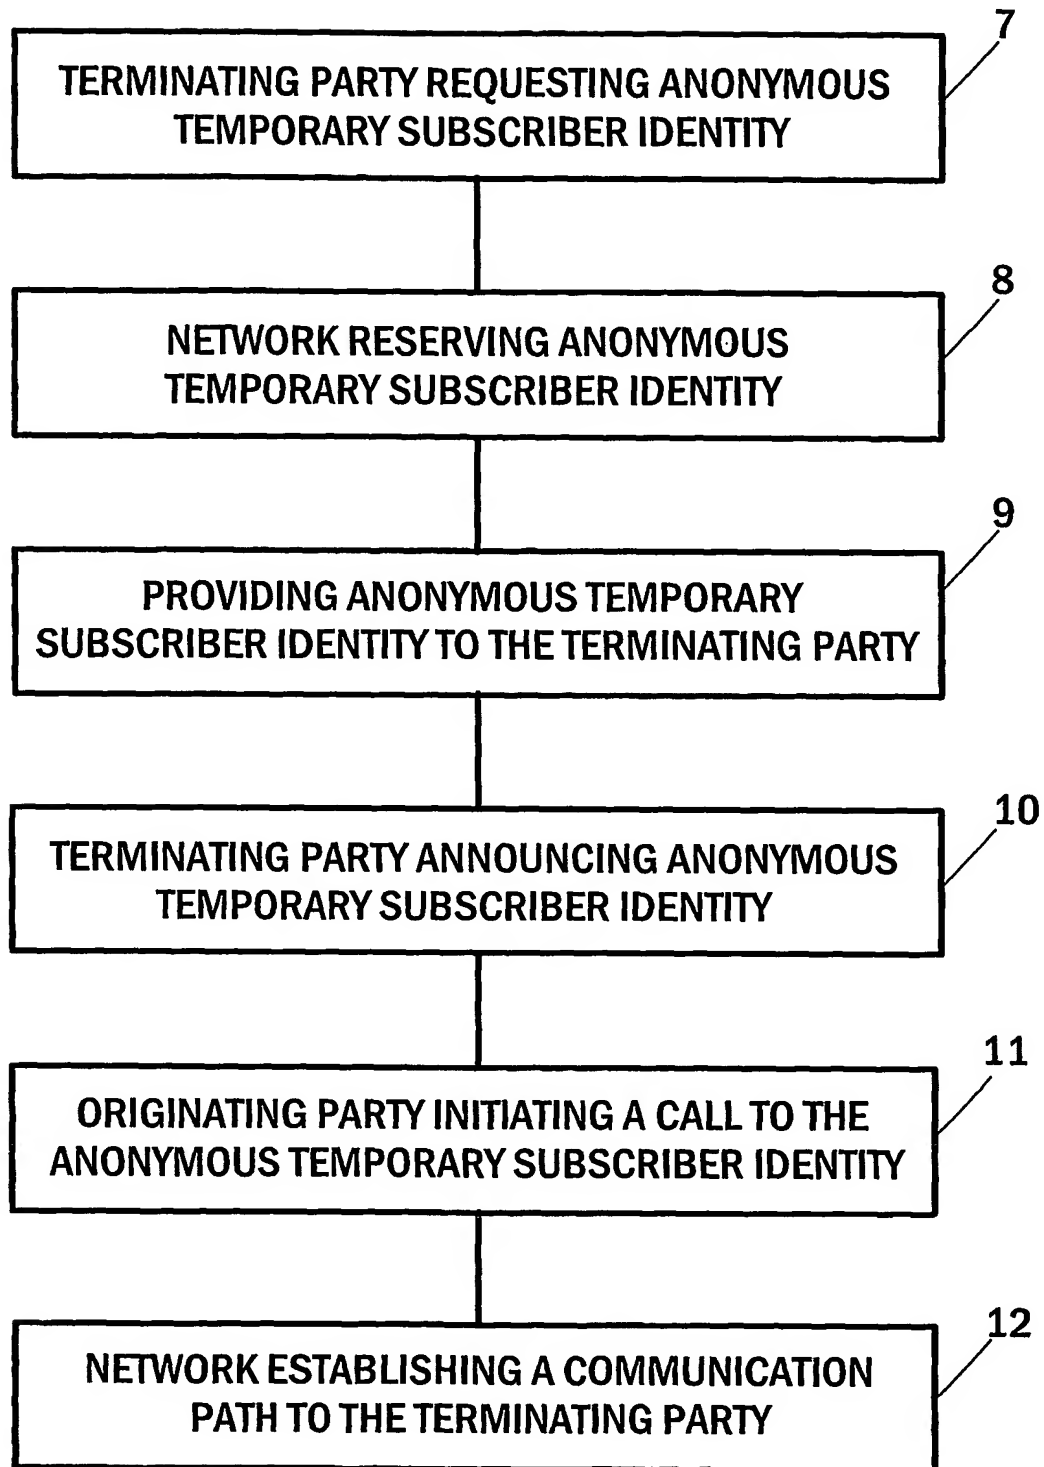 7
TERMINATING PARTY REQUESTING ANONYMOUS
TEMPORARY SUBSCRIBER IDENTITY
8
NETWORK RESERVING ANONYMOUS
TEMPORARY SUBSCRIBER IDENTITY
9
PROVIDING ANONYMOUS TEMPORARY
SUBSCRIBER IDENTITY TO THE TERMINATING PARTY
10
TERMINATING PARTY ANNOUNCING ANONYMOUS
TEMPORARY SUBSCRIBER IDENTITY
11
ORIGINATING PARTY INITIATING A CALL TO THE
ANONYMOUS TEMPORARY SUBSCRIBER IDENTITY
12
NETWORK ESTABLISHING A COMMUNICATION
PATH TO THE TERMINATING PARTY